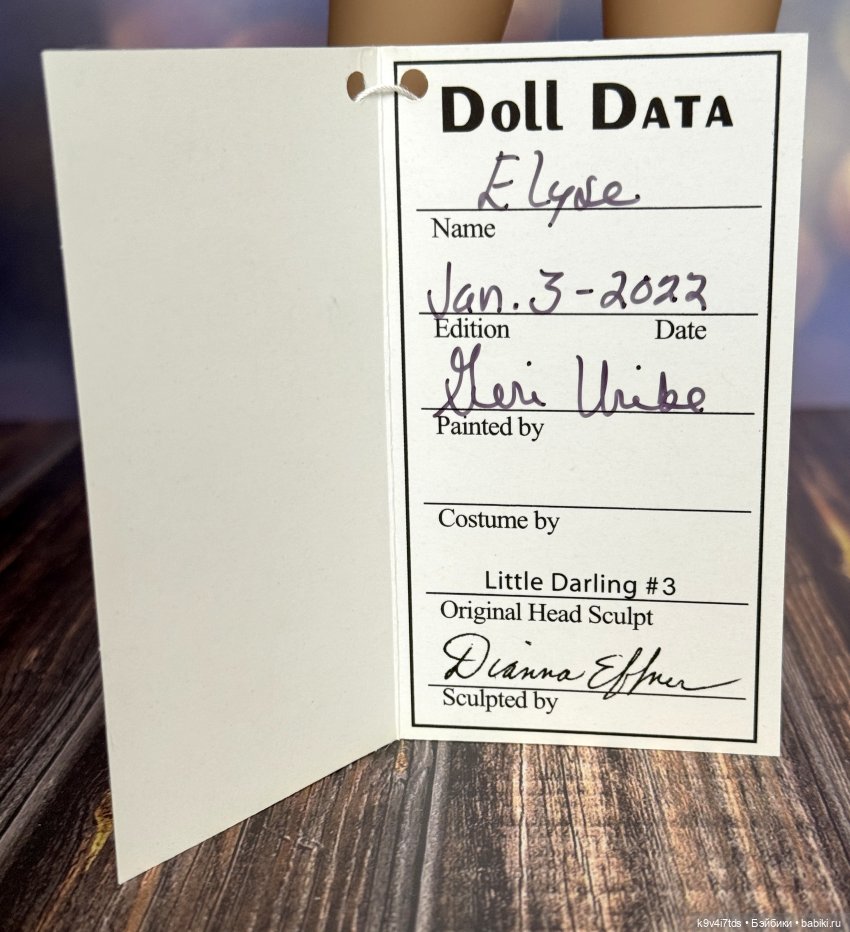 Doll Data
Elyse
Name
Jan. 3-2022
Edition Date
Geri Uribe
Painted by
Costume by
Little Darling #3
Original Head Sculpt
Dianna Effner
Sculpted by
k9v4i7tds • Бэйбики • babiki.ru